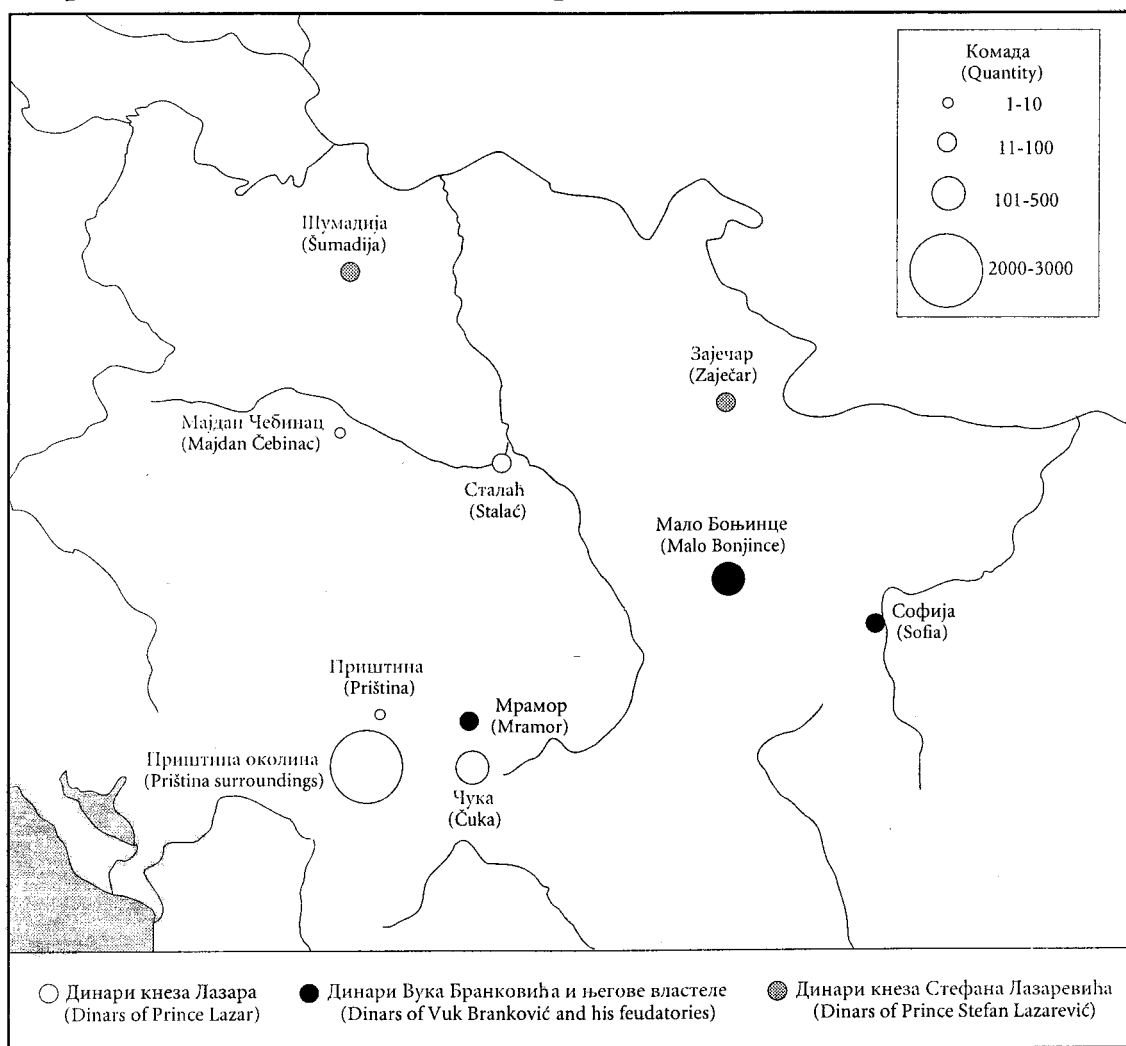 Комада
(Quantity)
1-10
11-100
101-500
2000-3000
Шумадија
(Šumadija)
Зајечар
(Zaječar)
Мајдан Чебинац
(Majdan Čebinac)
Сталаћ
(Stalać)
Мало Боњинце
(Malo Bonjince)
Софија
(Sofia)
Приштина
(Priština)
Мрамор
(Mramor)
Приштина околина
(Priština surroundings)
Чука
(Čuka)
Динари кнеза Лазара
(Dinars of Prince Lazar)
Динари Вука Бранковића и његове властеле
(Dinars of Vuk Branković and his feudatories)
Динари кнеза Стефана Лазаревића
(Dinars of Prince Stefan Lazarević)